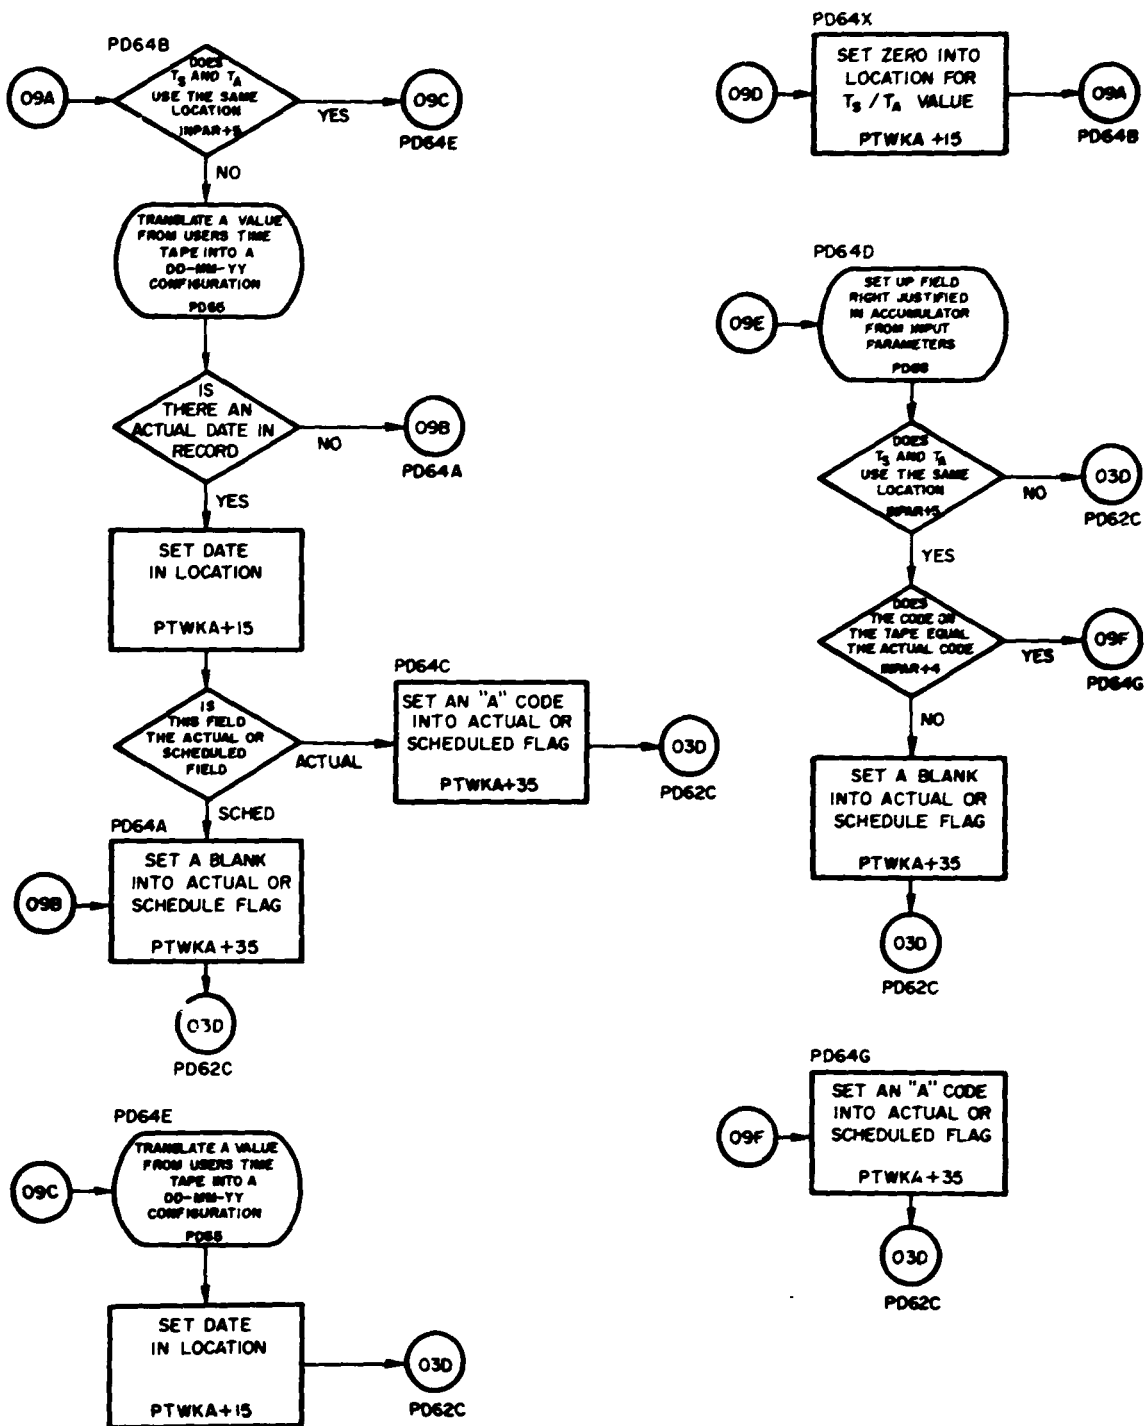 PD64B
09A
DOES
TS AND TA
USE THE SAME
LOCATION
INPAR+5
YES
09C
PD64E
NO
TRANSLATE A VALUE
FROM USERS TIME
TAPE INTO A
DD-MM-YY
CONFIGURATION
PD65
IS
THERE AN
ACTUAL DATE IN
RECORD
NO
09B
PD64A
YES
SET DATE
IN LOCATION
PTWKA+15
IS
THIS FIELD
THE ACTUAL OR
SCHEDULED
FIELD
ACTUAL
PD64C
SET AN "A" CODE
INTO ACTUAL OR
SCHEDULED FLAG
PTWKA+35
03D
PD62C
SCHED
PD64A
09B
SET A BLANK
INTO ACTUAL OR
SCHEDULE FLAG
PTWKA+35
03D
PD62C
PD64E
09C
TRANSLATE A VALUE
FROM USERS TIME
TAPE INTO A
DD-MM-YY
CONFIGURATION
PD65
SET DATE
IN LOCATION
PTWKA+15
03D
PD62C
PD64X
09D
SET ZERO INTO
LOCATION FOR
TS / TA VALUE
PTWKA +15
09A
PD64B
PD64D
09E
SET UP FIELD
RIGHT JUSTIFIED
IN ACCUMULATOR
FROM INPUT
PARAMETERS
PD66
DOES
TS AND TA
USE THE SAME
LOCATION
INPAR+5
NO
03D
PD62C
YES
DOES
THE CODE ON
THE TAPE EQUAL
THE ACTUAL CODE
INPAR+4
YES
09F
PD64G
NO
SET A BLANK
INTO ACTUAL OR
SCHEDULE FLAG
PTWKA+35
03D
PD62C
PD64G
09F
SET AN "A" CODE
INTO ACTUAL OR
SCHEDULED FLAG
PTWKA+35
03D
PD62C